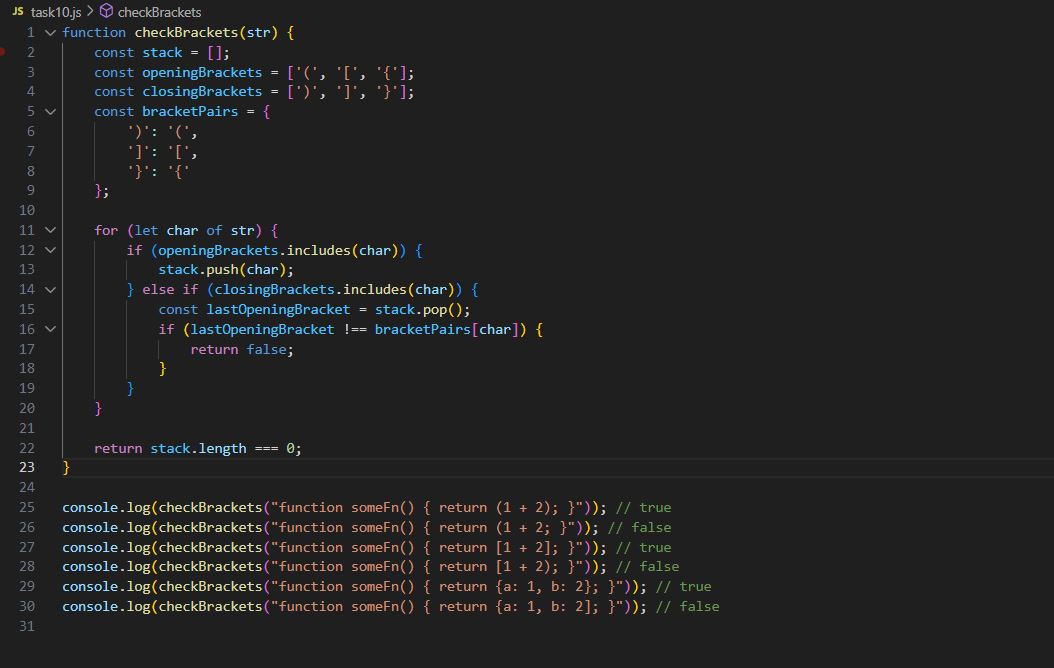 JS task10.js > checkBrackets
1 function checkBrackets(str) {
2     const stack = [];
3     const openingBrackets = ['(', '[', '{'];
4     const closingBrackets = [')', ']', '}'];
5     const bracketPairs = {
6         ')': '(',
7         ']': '[',
8         '}': '{'
9     };
10
11     for (let char of str) {
12         if (openingBrackets.includes(char)) {
13             stack.push(char);
14         } else if (closingBrackets.includes(char)) {
15             const lastOpeningBracket = stack.pop();
16             if (lastOpeningBracket !== bracketPairs[char]) {
17                 return false;
18             }
19         }
20     }
21
22     return stack.length === 0;
23 }
24
25 console.log(checkBrackets("function someFn() { return (1 + 2); }")); // true
26 console.log(checkBrackets("function someFn() { return (1 + 2; }")); // false
27 console.log(checkBrackets("function someFn() { return [1 + 2]; }")); // true
28 console.log(checkBrackets("function someFn() { return [1 + 2); }")); // false
29 console.log(checkBrackets("function someFn() { return {a: 1, b: 2}; }")); // true
30 console.log(checkBrackets("function someFn() { return {a: 1, b: 2]; }")); // false
31